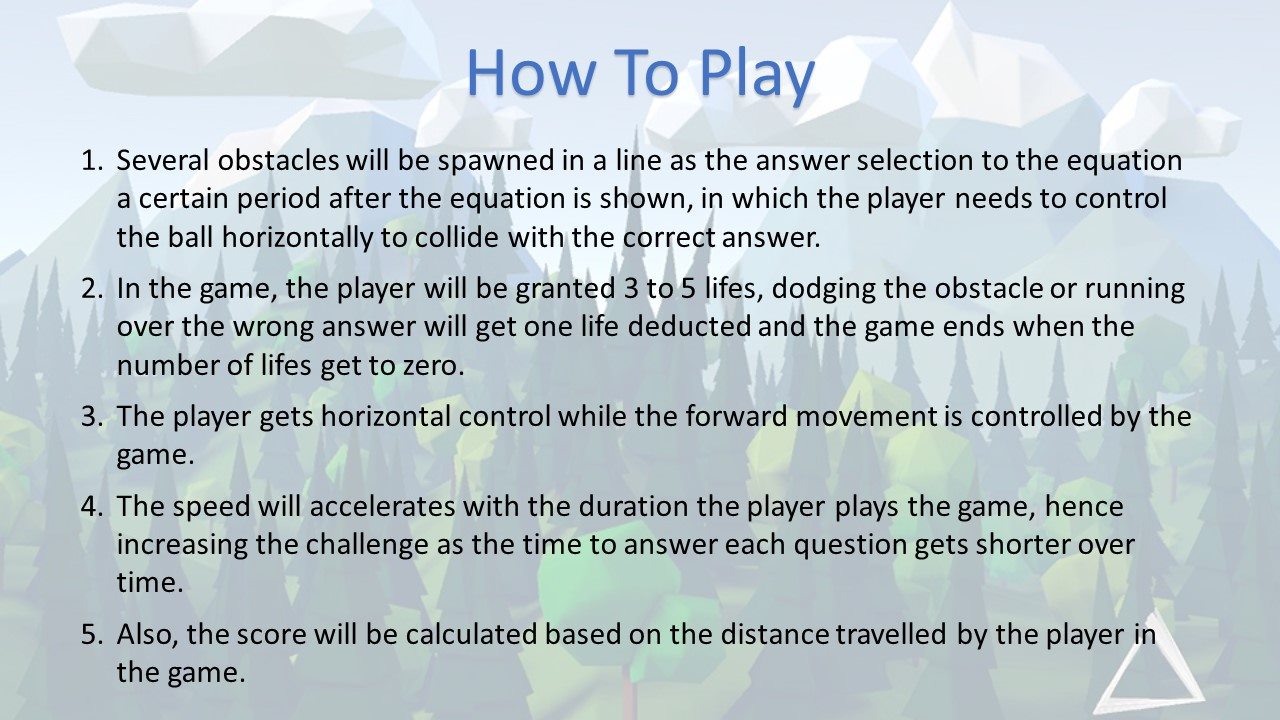 How To Play
1. Several obstacles will be spawned in a line as the answer selection to the equation
a certain period after the equation is shown, in which the player needs to control
the ball horizontally to collide with the correct answer.
2. In the game, the player will be granted 3 to 5 lifes, dodging the obstacle or running
over the wrong answer will get one life deducted and the game ends when the
number of lifes get to zero.
3. The player gets horizontal control while the forward movement is controlled by the
game.
4. The speed will accelerates with the duration the player plays the game, hence
increasing the challenge as the time to answer each question gets shorter over
time.
5. Also, the score will be calculated based on the distance travelled by the player in
the game.